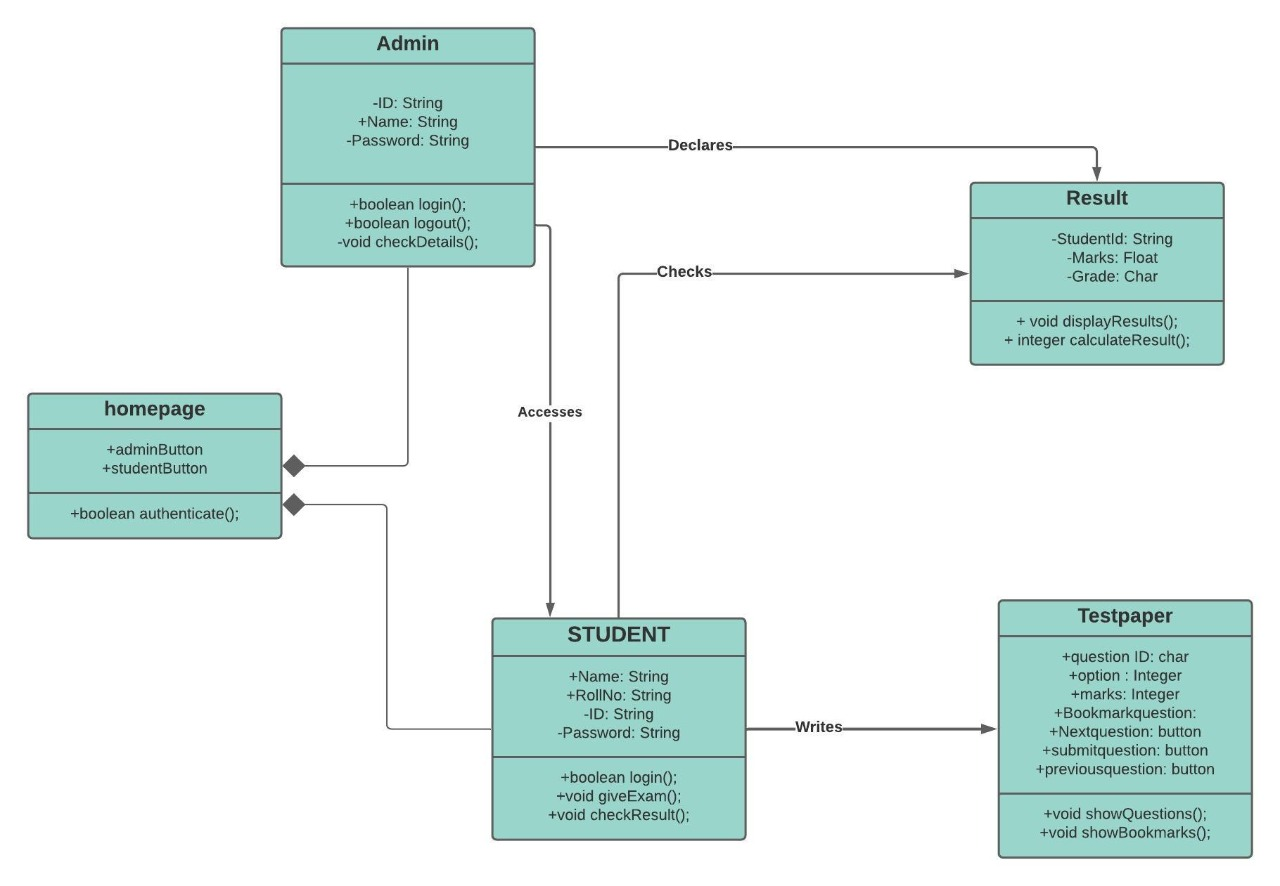 Admin
-ID: String
+Name: String
-Password: String
+boolean login();
+boolean logout();
-void checkDetails();
Declares
Result
-StudentId: String
-Marks: Float
-Grade: Char
+ void displayResults();
+ integer calculateResult();
Checks
Accesses
homepage
+adminButton
+studentButton
+boolean authenticate();
STUDENT
+Name: String
+RollNo: String
-ID: String
-Password: String
+boolean login();
+void giveExam();
+void checkResult();
Writes
Testpaper
+question ID: char
+option : Integer
+marks: Integer
+Bookmarkquestion:
+Nextquestion: button
+submitquestion: button
+previousquestion: button
+void showQuestions();
+void showBookmarks();